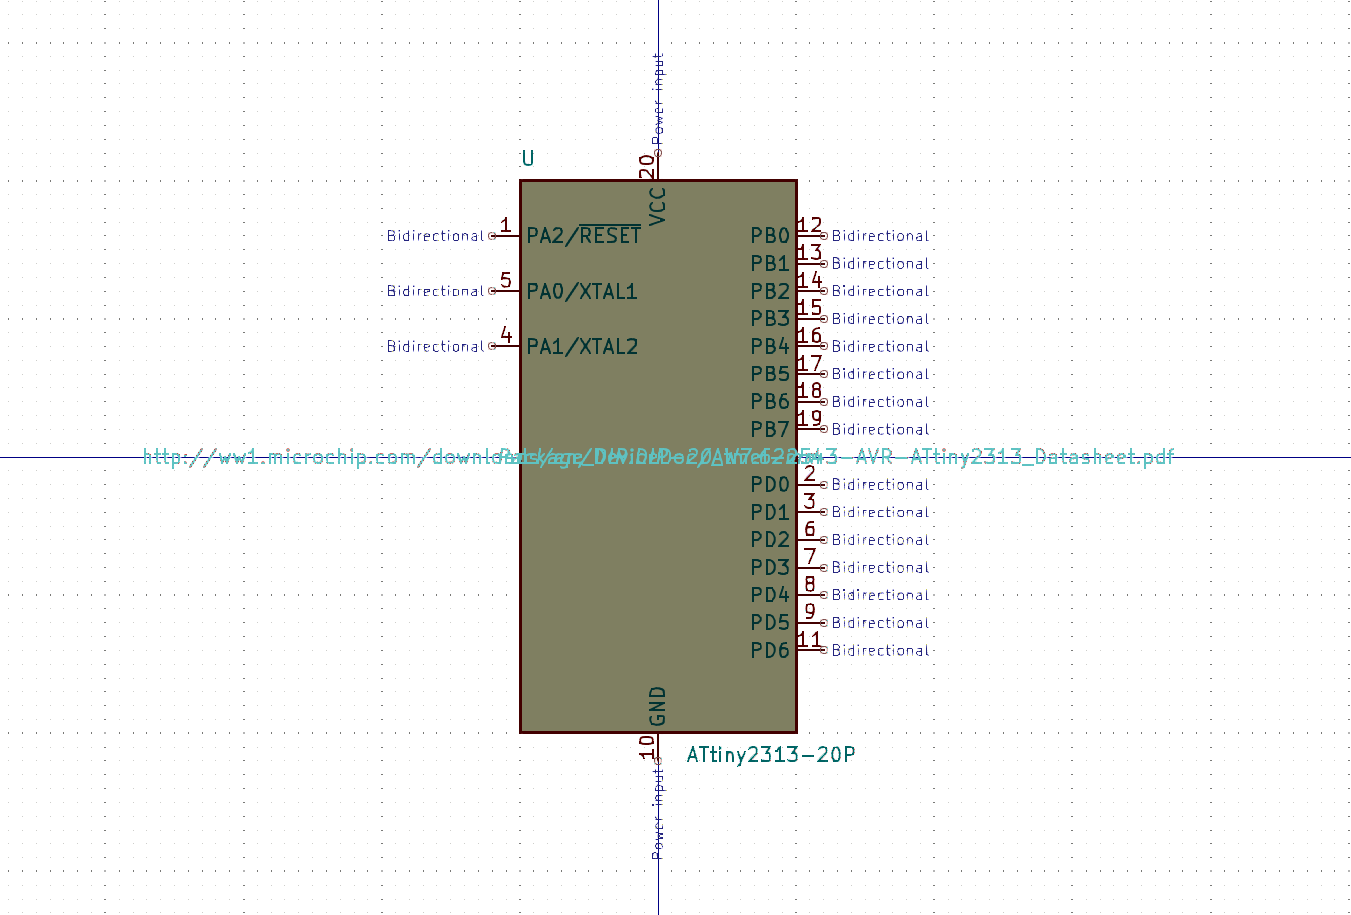 Power input
20
U
VCC
Bidirectional 1 PA2/RESET PB0 12 Bidirectional
PB1 13 Bidirectional
Bidirectional 5 PA0/XTAL1 PB2 14 Bidirectional
PB3 15 Bidirectional
Bidirectional 4 PA1/XTAL2 PB4 16 Bidirectional
PB5 17 Bidirectional
PB6 18 Bidirectional
PB7 19 Bidirectional
http://ww1.microchip.com/downloads/en/DeviceDoc/Atmel-2543-AVR-ATtiny2313_Datasheet.pdf
Package_DIP:DIP-20_W7.62mm
PD0 2 Bidirectional
PD1 3 Bidirectional
PD2 6 Bidirectional
PD3 7 Bidirectional
PD4 8 Bidirectional
PD5 9 Bidirectional
PD6 11 Bidirectional
GND
10
ATtiny2313-20P
Power input